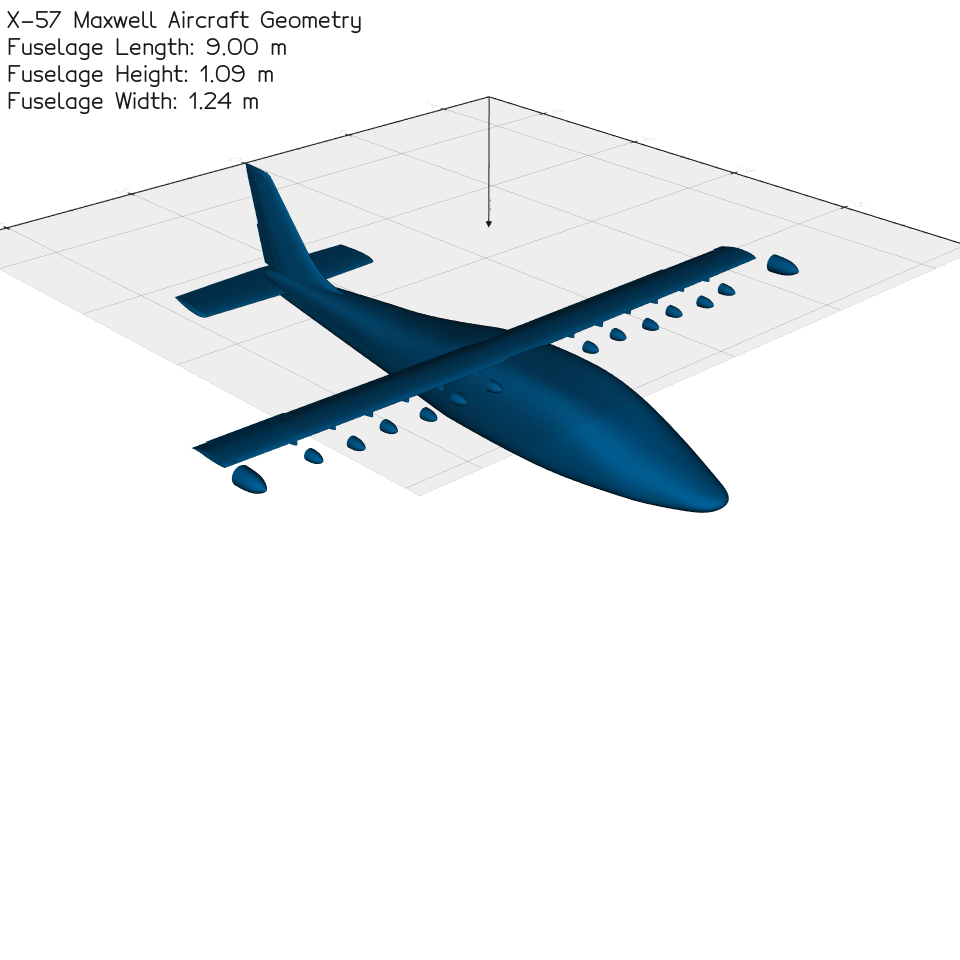 X-57 Maxwell Aircraft Geometry
Fuselage Length: 9.00 m
Fuselage Height: 1.09 m
Fuselage Width: 1.24 m